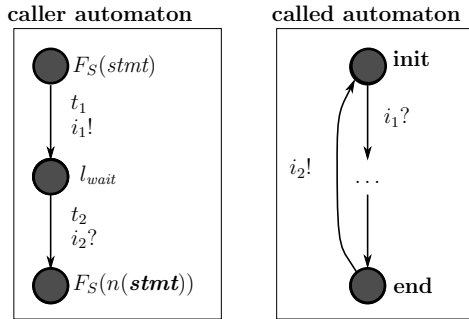 caller automaton
F_S(stmt)
t_1
i_1!
l_wait
t_2
i_2?
F_S(n(stmt))
called automaton
init
i_1?
...
i_2!
end